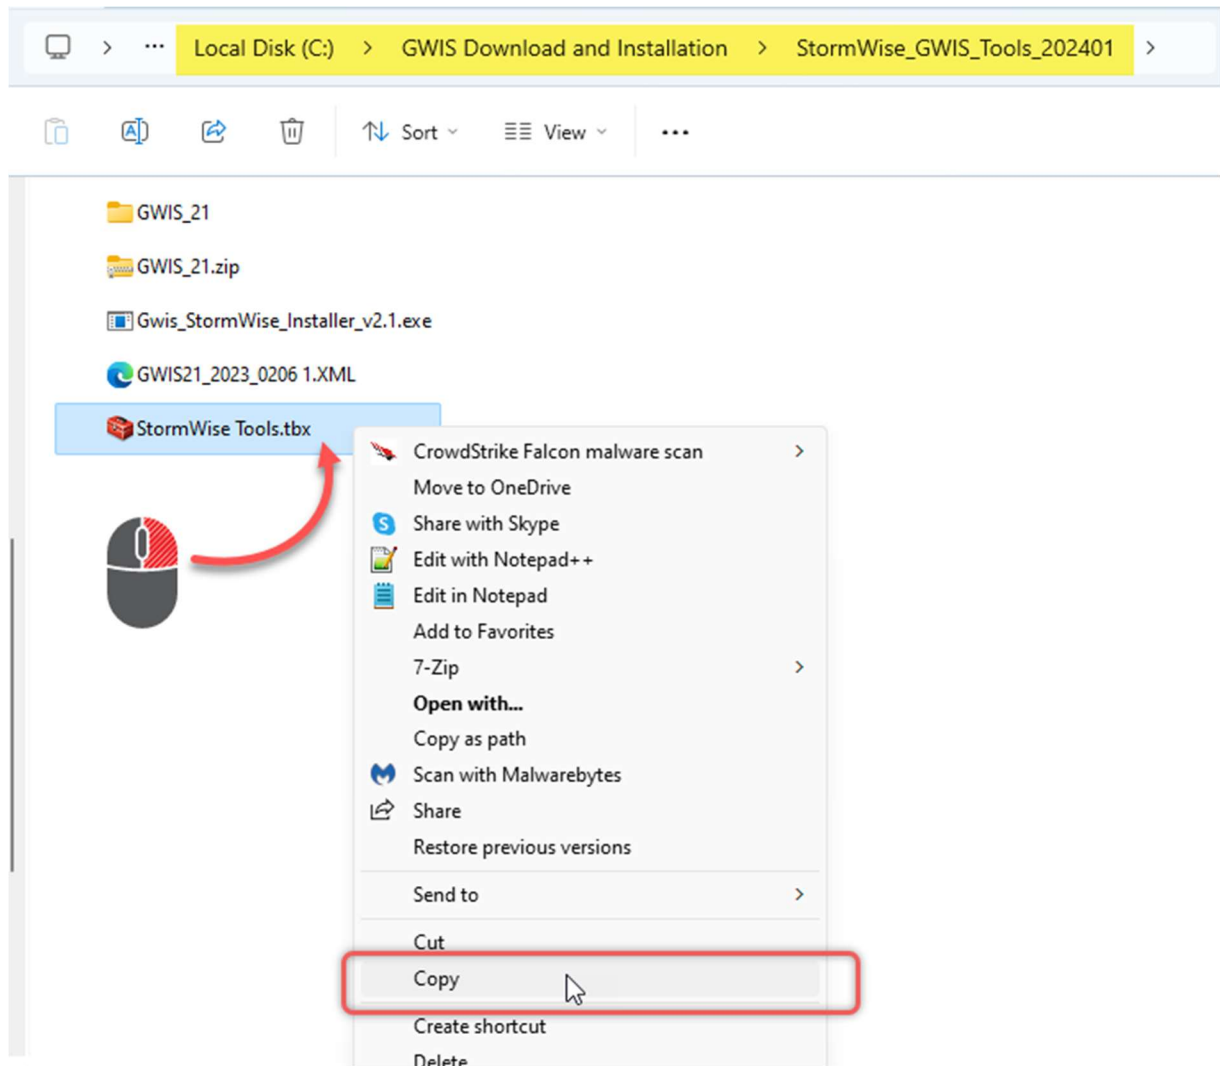 Local Disk (C:) > GWIS Download and Installation > StormWise_GWIS_Tools_202401 >
Sort View
GWIS_21
GWIS_21.zip
Gwis_StormWise_Installer_v2.1.exe
GWIS21_2023_0206 1.XML
StormWise Tools.tbx
CrowdStrike Falcon malware scan
Move to OneDrive
Share with Skype
Edit with Notepad++
Edit in Notepad
Add to Favorites
7-Zip
Open with...
Copy as path
Scan with Malwarebytes
Share
Restore previous versions
Send to
Cut
Copy
Create shortcut
Delete